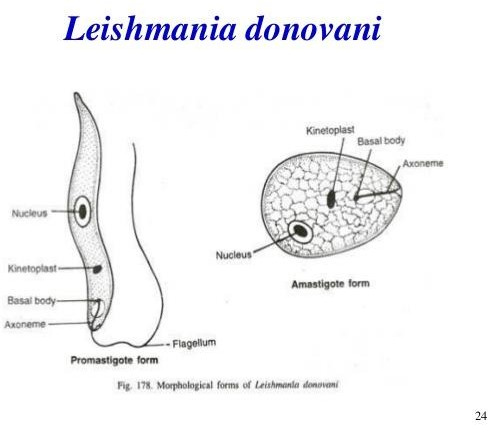 Leishmania donovani
Kinetoplast
Basal body
Axoneme
Nucleus
Nucleus
Kinetoplast
Amastigote form
Basal body
Axoneme
Flagellum
Promastigote form
Fig. 178. Morphological forms of Leishmania donovani
24